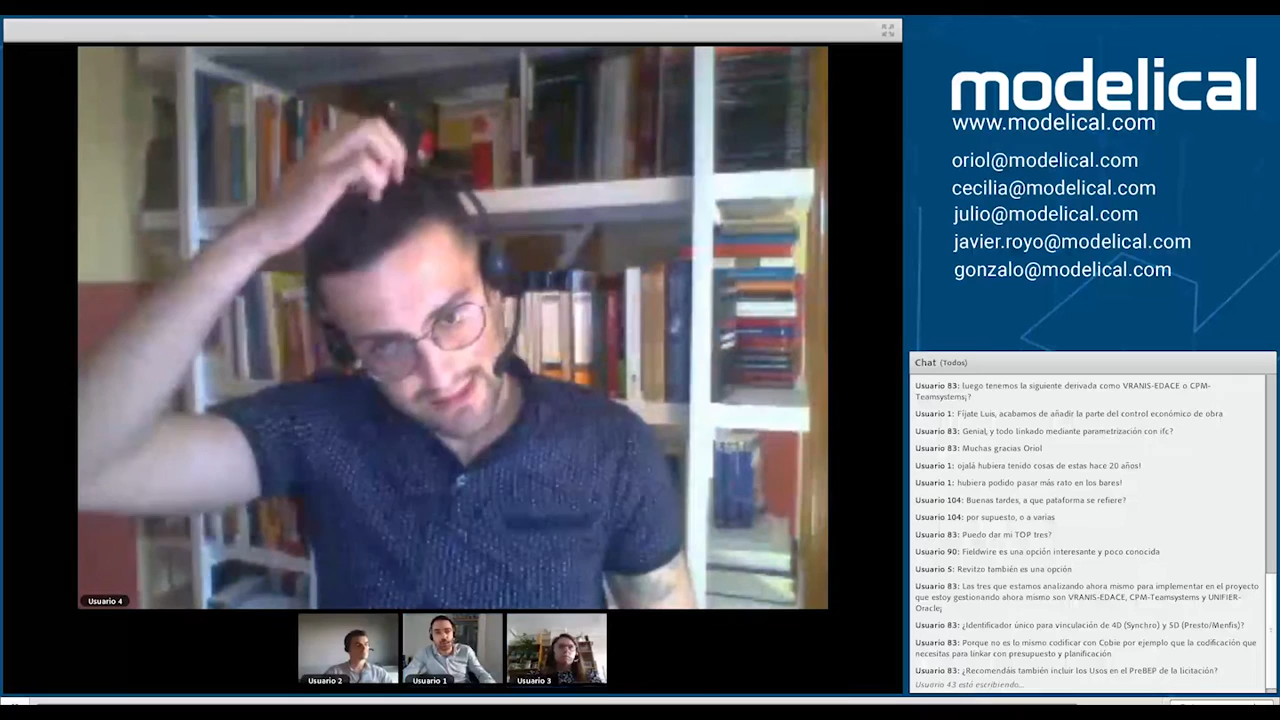 modelical
www.modelical.com
oriol@modelical.com
cecilia@modelical.com
julio@modelical.com
javier.royo@modelical.com
gonzalo@modelical.com
Chat (Todos)
Usuario 83: luego tenemos la siguiente derivada como VRANIS-EDACE o CPM-
Teamsystems¡?
Usuario 1: Fíjate Luis, acabamos de añadir la parte del control económico de obra
Usuario 83: Genial, y todo linkado mediante parametrización con ifc?
Usuario 83: Muchas gracias Oriol
Usuario 1: ojalá hubiera tenido cosas de estas hace 20 años!
Usuario 1: hubiera podido pasar más rato en los bares!
Usuario 104: Buenas tardes, a que pataforma se refiere?
Usuario 104: por supuesto, o a varias
Usuario 83: Puedo dar mi TOP tres?
Usuario 90: Fieldwire es una opción interesante y poco conocida
Usuario 5: Revitzo también es una opción
Usuario 83: Las tres que estamos analizando ahora mismo para implementar en el proyecto
que estoy gestionando ahora mismo son VRANIS-EDACE, CPM-Teamsystems y UNIFIER-
Oracle¡
Usuario 83: ¿Identificador único para vinculación de 4D (Synchro) y 5D (Presto/Menfis)?
Usuario 83: Porque no es lo mismo codificar con Cobie por ejemplo que la codificación que
necesitas para linkar con presupuesto y planificación
Usuario 83: ¿Recomendáis también incluir los Usos en el PreBEP de la licitación?
Usuario 43 está escribiendo...
Usuario 4
Usuario 2
Usuario 1
Usuario 3